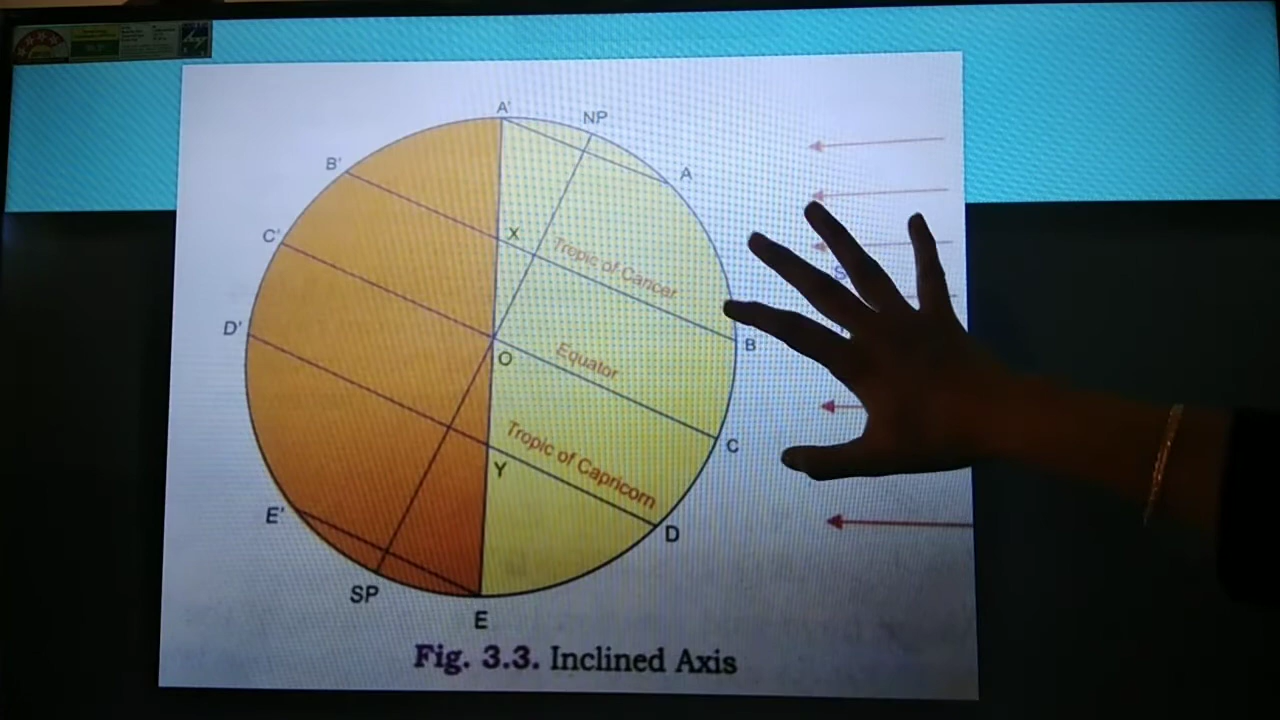 A'
NP
B'
A
C'
X
Tropic of Cancer
S
D'
B
Equator
O
C
Tropic of Capricorn
Y
E'
D
SP
E
Fig. 3.3. Inclined Axis